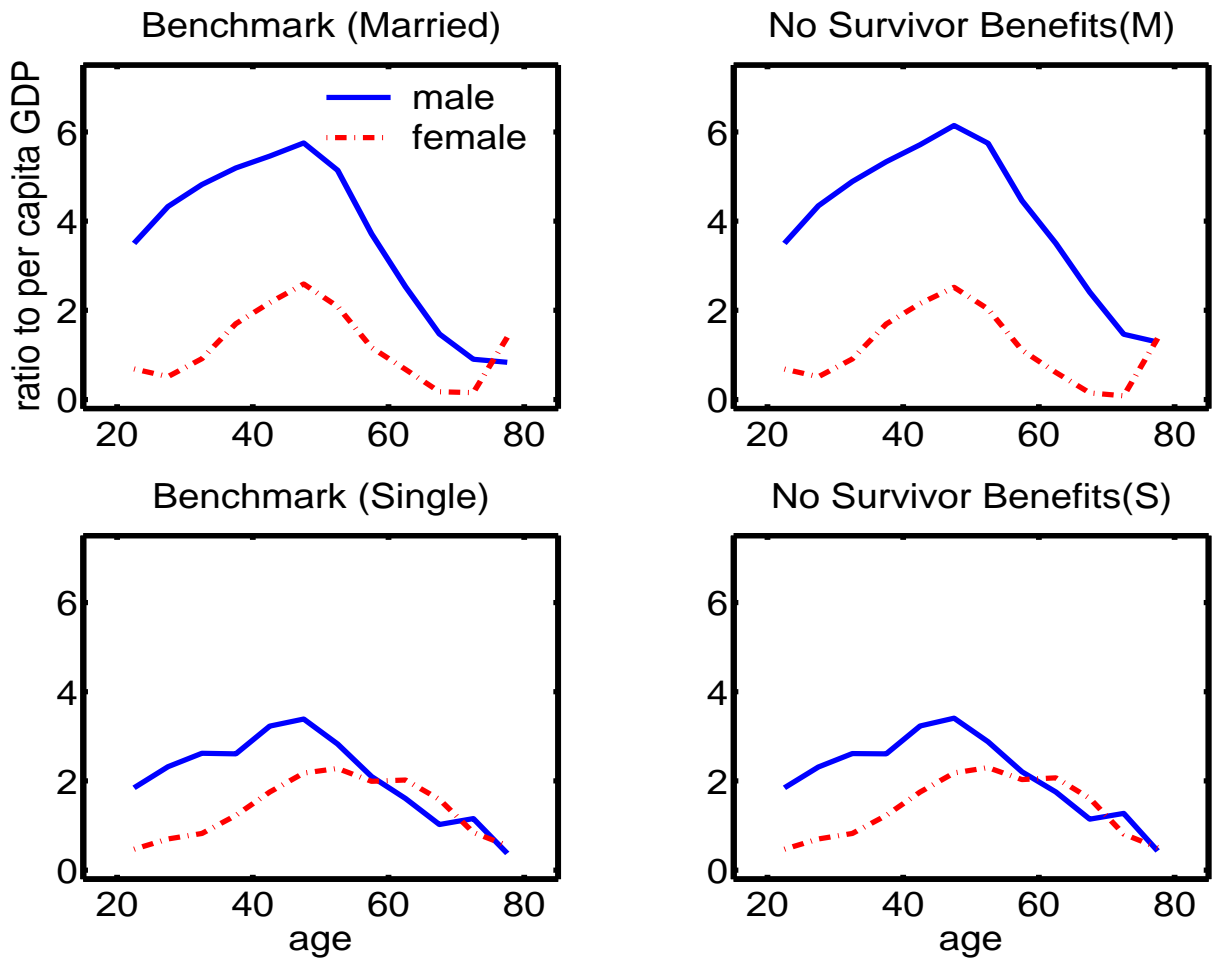 Benchmark (Married)
No Survivor Benefits(M)
ratio to per capita GDP
male
female
6
4
2
0
20 40 60 80
6
4
2
0
20 40 60 80
Benchmark (Single)
No Survivor Benefits(S)
6
4
2
0
20 40 60 80
age
6
4
2
0
20 40 60 80
age